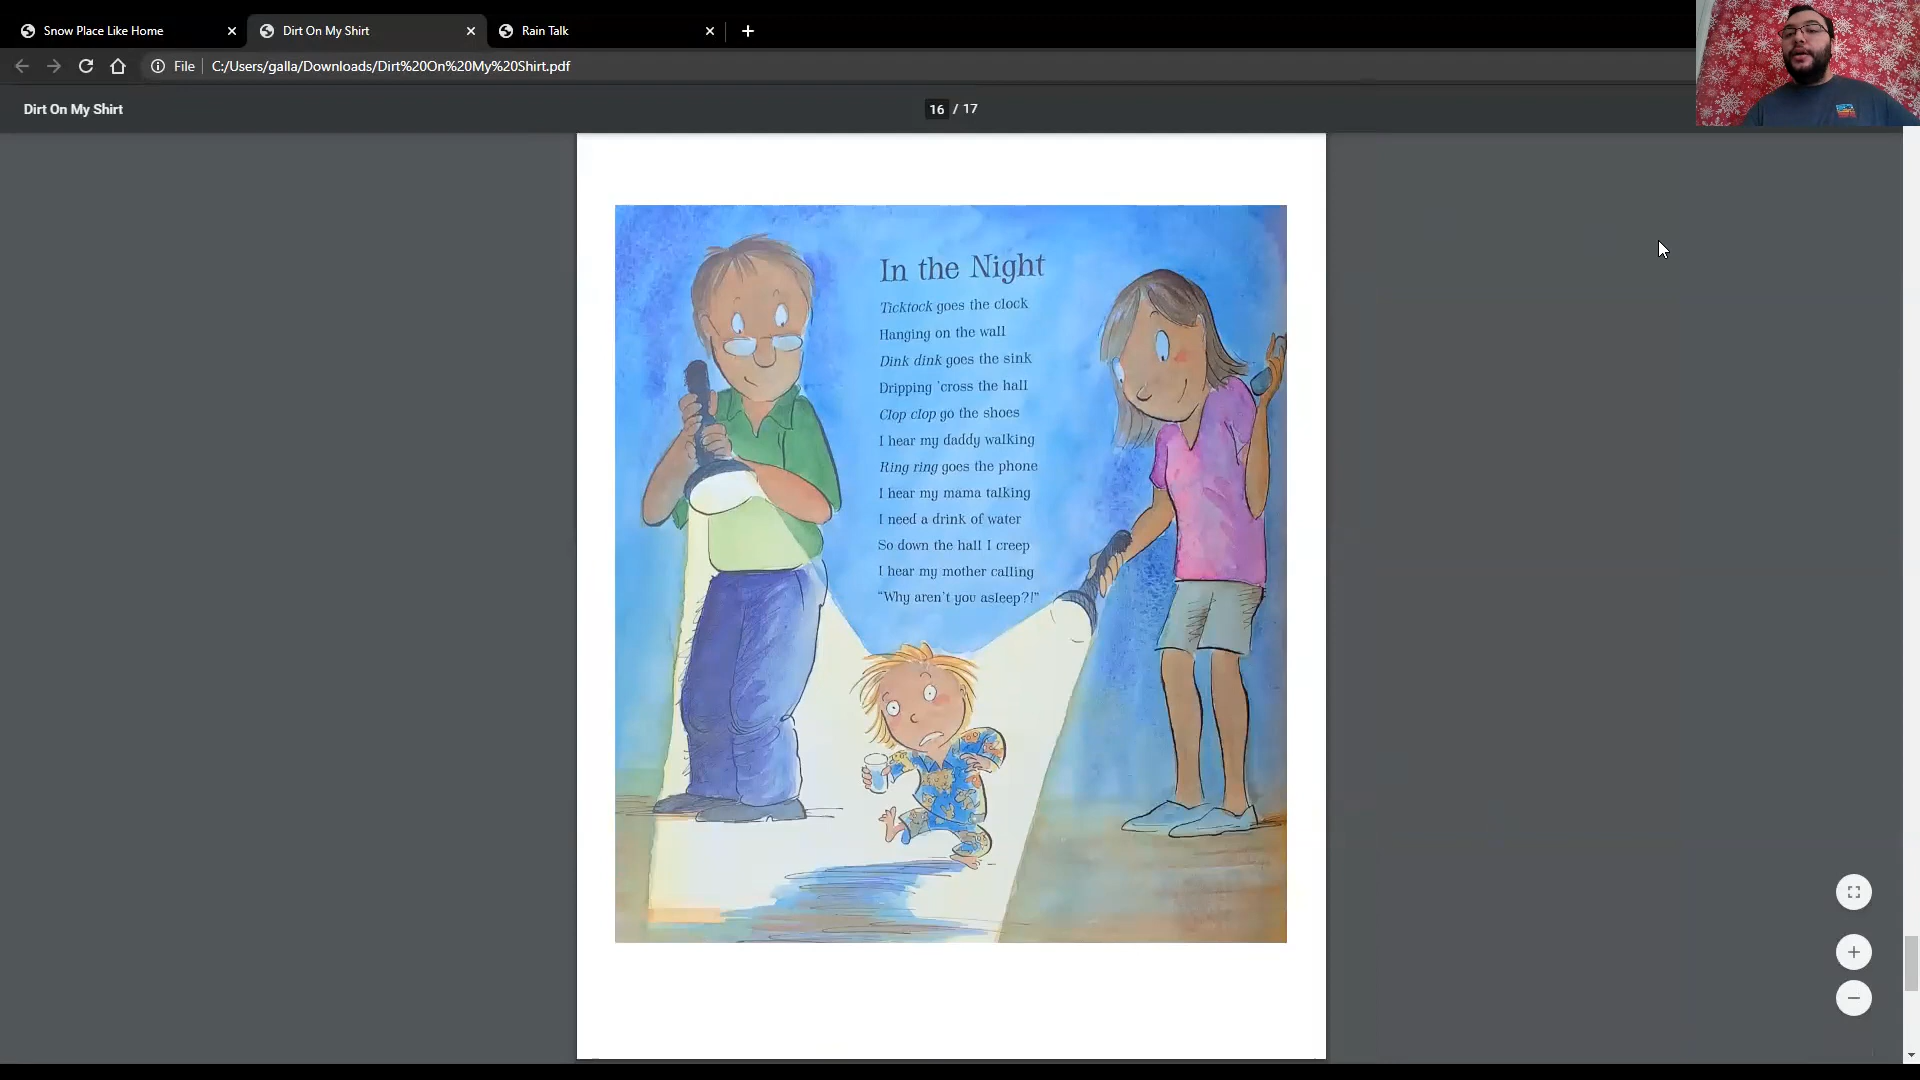 Snow Place Like Home
Dirt On My Shirt
Rain Talk
File
C:/Users/galla/Downloads/Dirt%20On%20My%20Shirt.pdf
Dirt On My Shirt
16 / 17
In the Night
Ticktock goes the clock
Hanging on the wall
Dink dink goes the sink
Dripping 'cross the hall
Clop clop go the shoes
I hear my daddy walking
Ring ring goes the phone
I hear my mama talking
I need a drink of water
So down the hall I creep
I hear my mother calling
“Why aren't you asleep?!”